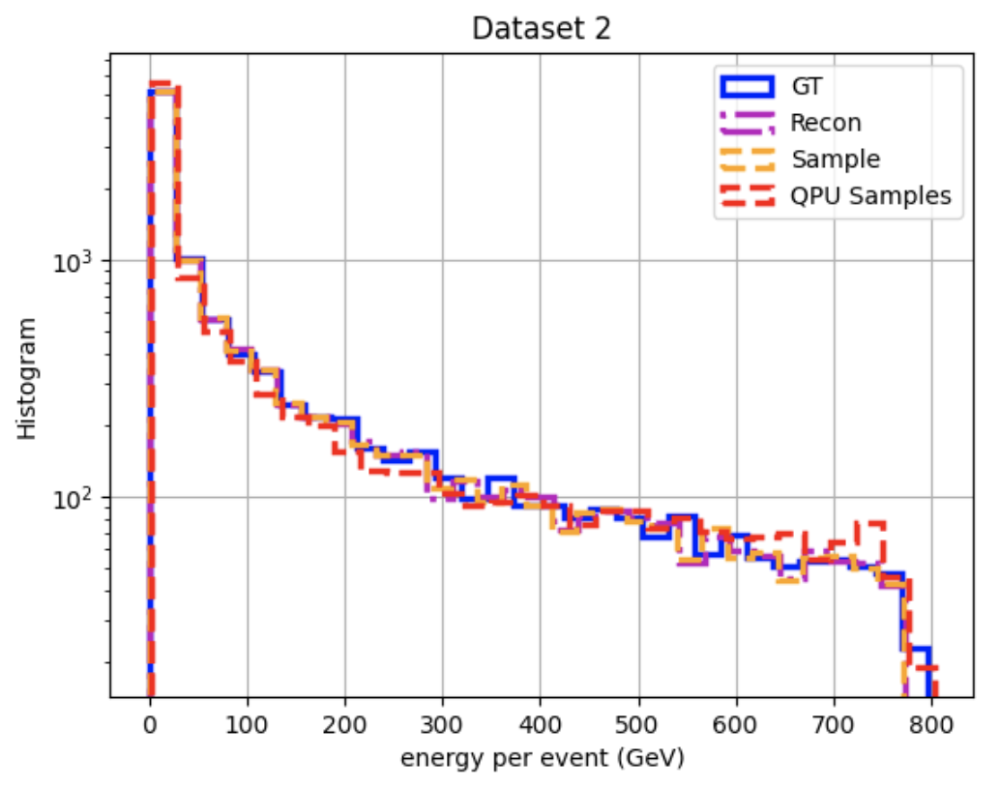 Dataset 2
GT
Recon
Sample
QPU Samples
10³
10²
Histogram
0 100 200 300 400 500 600 700 800
energy per event (GeV)